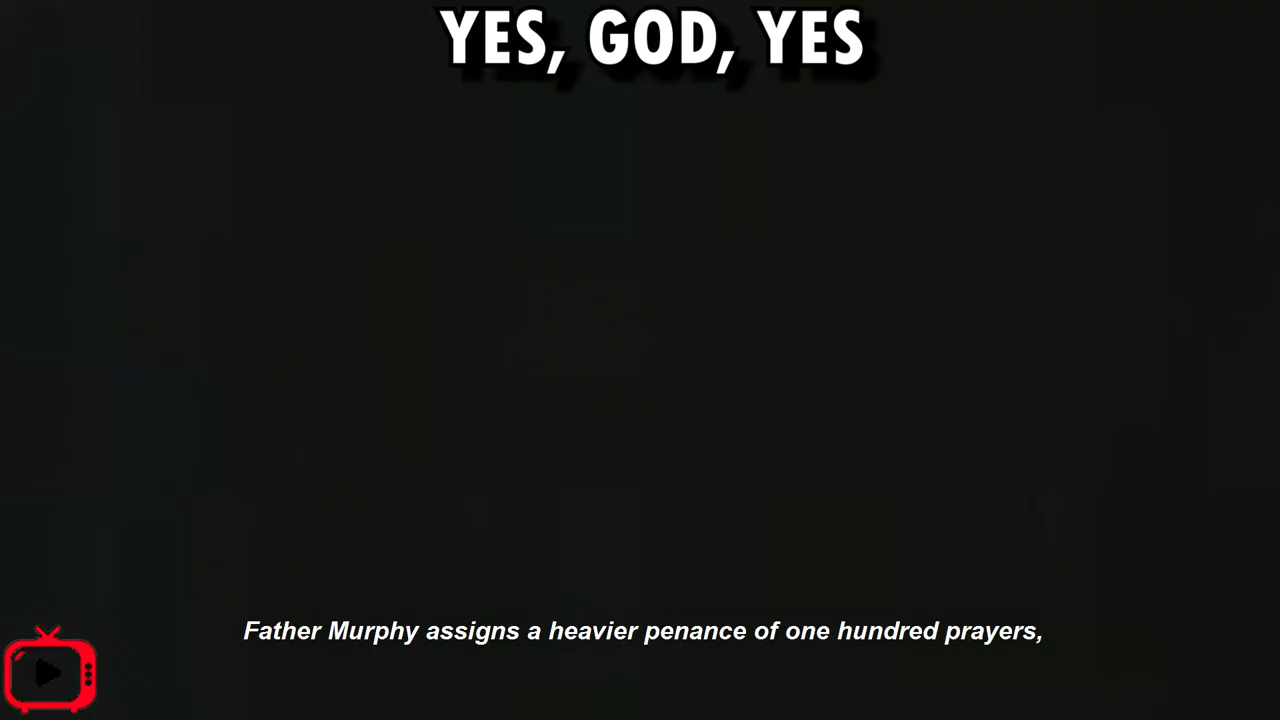 YES, GOD, YES
Father Murphy assigns a heavier penance of one hundred prayers,